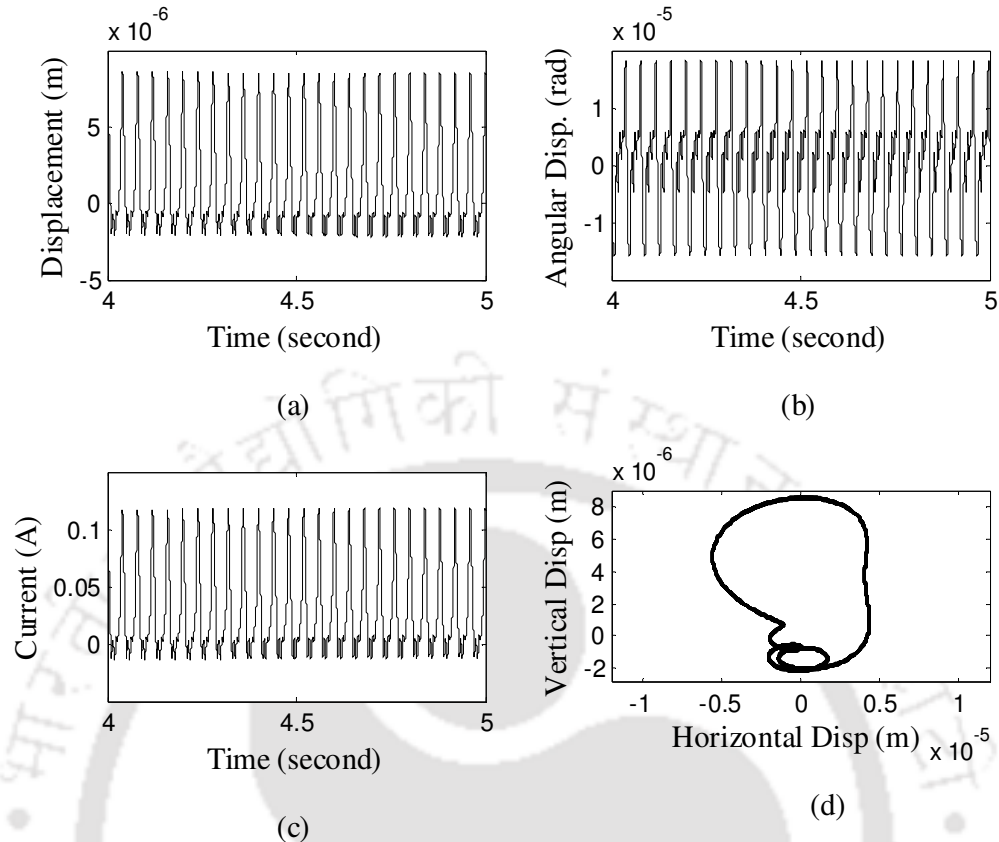 x 10^-6
Displacement (m)
5
0
-5
4
4.5
5
Time (second)
(a)
x 10^-5
Angular Disp. (rad)
1
0
-1
4
4.5
5
Time (second)
(b)
Current (A)
0.1
0.05
0
4
4.5
5
Time (second)
(c)
x 10^-6
Vertical Disp (m)
8
6
4
2
0
-2
-1
-0.5
0
0.5
1
Horizontal Disp (m)
x 10^-5
(d)